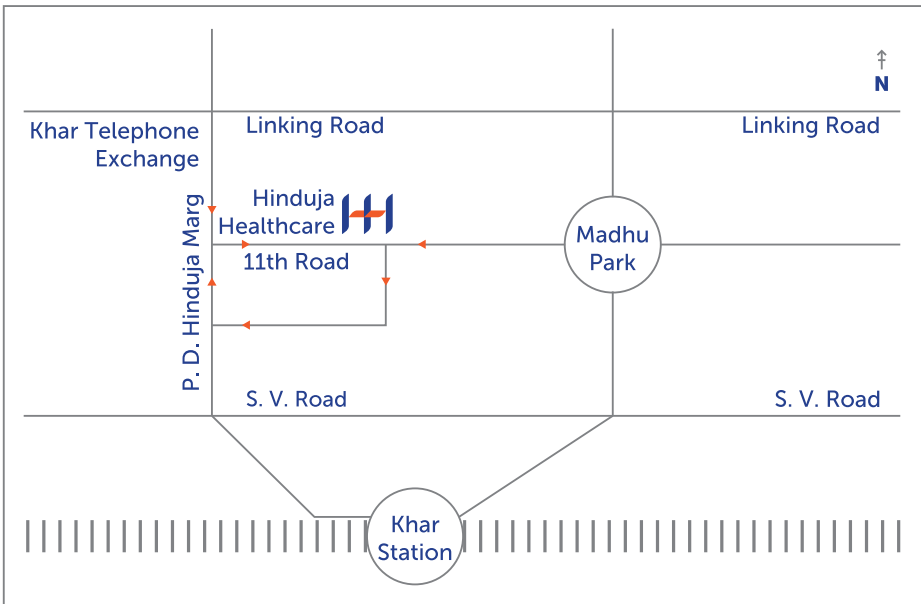 N
Linking Road
Linking Road
Khar Telephone
Exchange
Hinduja
Healthcare
P. D. Hinduja Marg
11th Road
Madhu
Park
S. V. Road
S. V. Road
Khar
Station